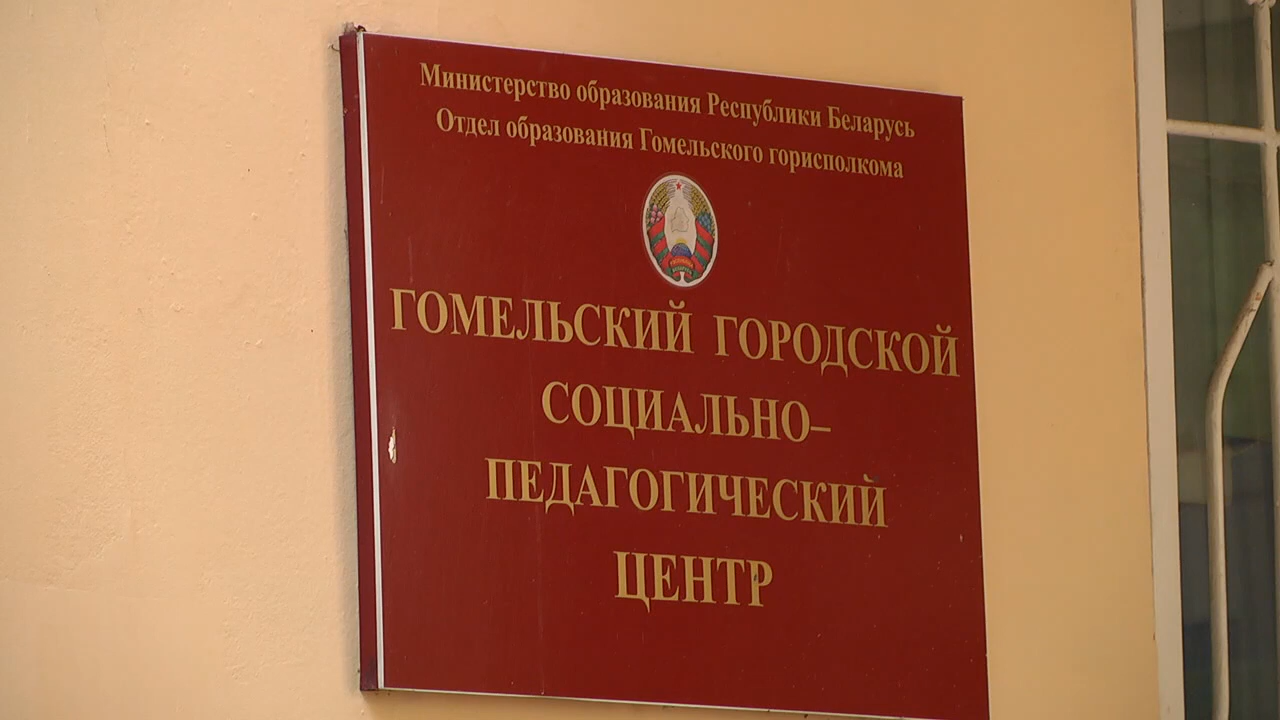 Министерство образования Республики Беларусь
Отдел образования Гомельского горисполкома
ГОМЕЛЬСКИЙ ГОРОДСКОЙ
СОЦИАЛЬНО–
ПЕДАГОГИЧЕСКИЙ
ЦЕНТР